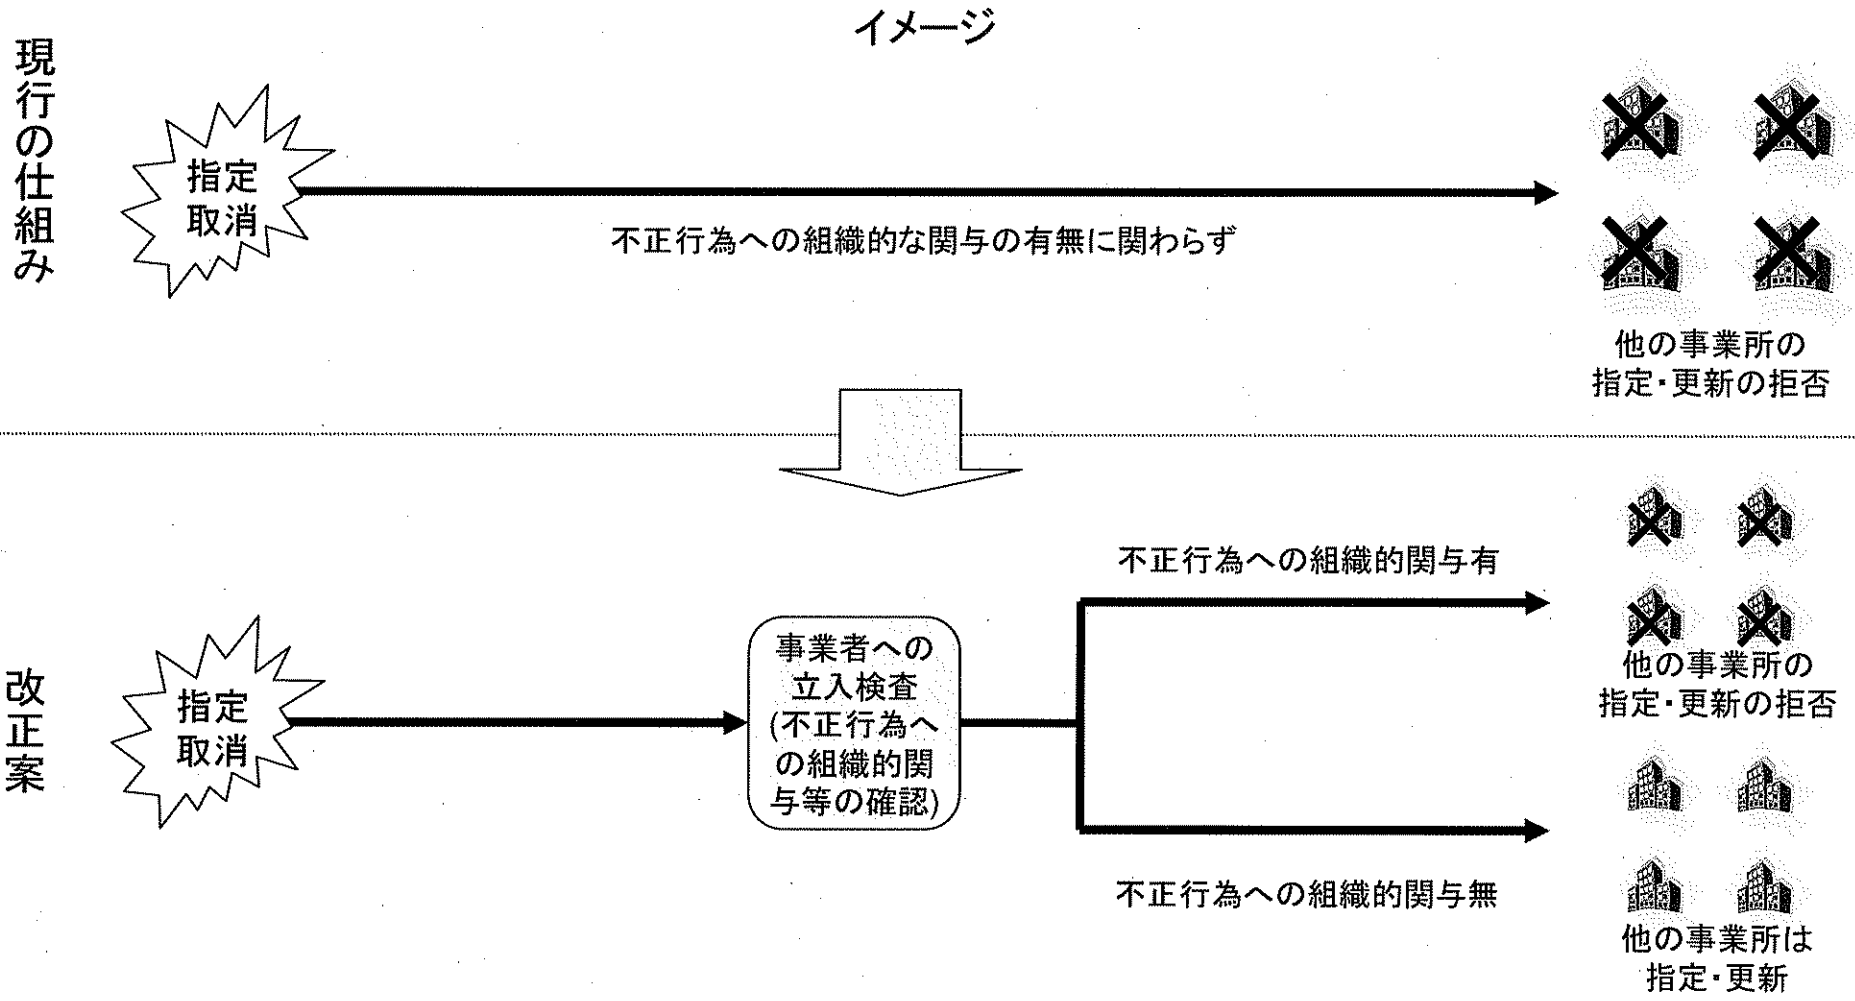 イメージ
現行の仕組み
指定
取消
不正行為への組織的な関与の有無に関わらず
他の事業所の
指定・更新の拒否
改正案
指定
取消
事業者への
立入検査
(不正行為へ
の組織的関
与等の確認)
不正行為への組織的関与有
他の事業所の
指定・更新の拒否
不正行為への組織的関与無
他の事業所は
指定・更新